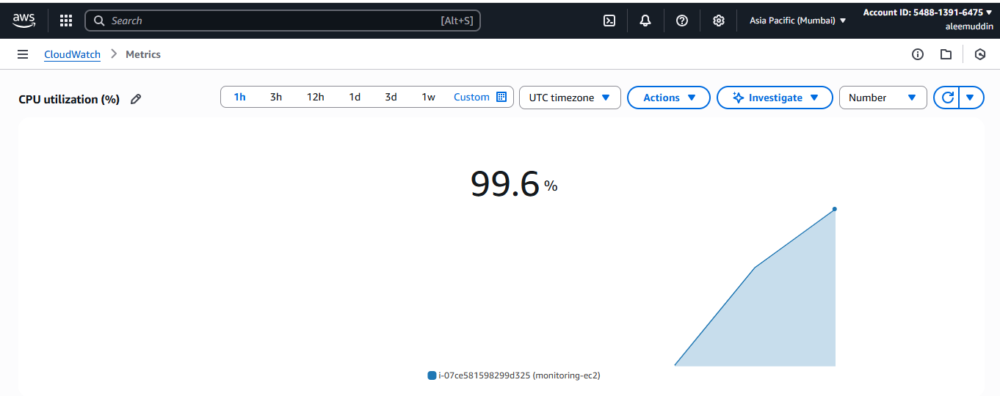 aws Search [Alt+S] Asia Pacific (Mumbai) Account ID: 5488-1391-6475
aleemuddin
CloudWatch Metrics
CPU utilization (%) 1h 3h 12h 1d 3d 1w Custom UTC timezone Actions Investigate Number
99.6 %
i-07ce581598299d325 (monitoring-ec2)